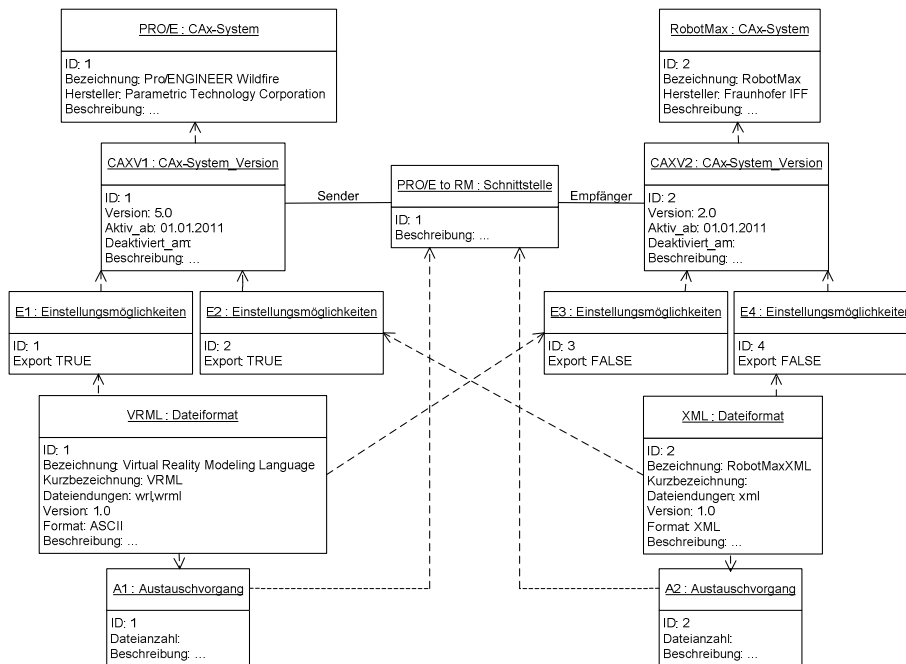 PRO/E : CAx-System
ID: 1
Bezeichnung: Pro/ENGINEER Wildfire
Hersteller: Parametric Technology Corporation
Beschreibung: ...
RobotMax : CAx-System
ID: 2
Bezeichnung: RobotMax
Hersteller: Fraunhofer IFF
Beschreibung: ...
CAXV1 : CAx-System_Version
ID: 1
Version: 5.0
Aktiv_ab: 01.01.2011
Deaktiviert_am:
Beschreibung: ...
Sender
PRO/E to RM : Schnittstelle
ID: 1
Beschreibung: ...
Empfänger
CAXV2 : CAx-System_Version
ID: 2
Version: 2.0
Aktiv_ab: 01.01.2011
Deaktiviert_am:
Beschreibung: ...
E1 : Einstellungsmöglichkeiten
ID: 1
Export: TRUE
E2 : Einstellungsmöglichkeiten
ID: 2
Export: TRUE
E3 : Einstellungsmöglichkeiten
ID: 3
Export: FALSE
E4 : Einstellungsmöglichkeiten
ID: 4
Export: FALSE
VRML : Dateiformat
ID: 1
Bezeichnung: Virtual Reality Modeling Language
Kurzbezeichnung: VRML
Dateiendungen: wrl,wrml
Version: 1.0
Format: ASCII
Beschreibung: ...
XML : Dateiformat
ID: 2
Bezeichnung: RobotMaxXML
Kurzbezeichnung:
Dateiendungen: xml
Version: 1.0
Format: XML
Beschreibung: ...
A1 : Austauschvorgang
ID: 1
Dateianzahl:
Beschreibung: ...
A2 : Austauschvorgang
ID: 2
Dateianzahl:
Beschreibung: ...